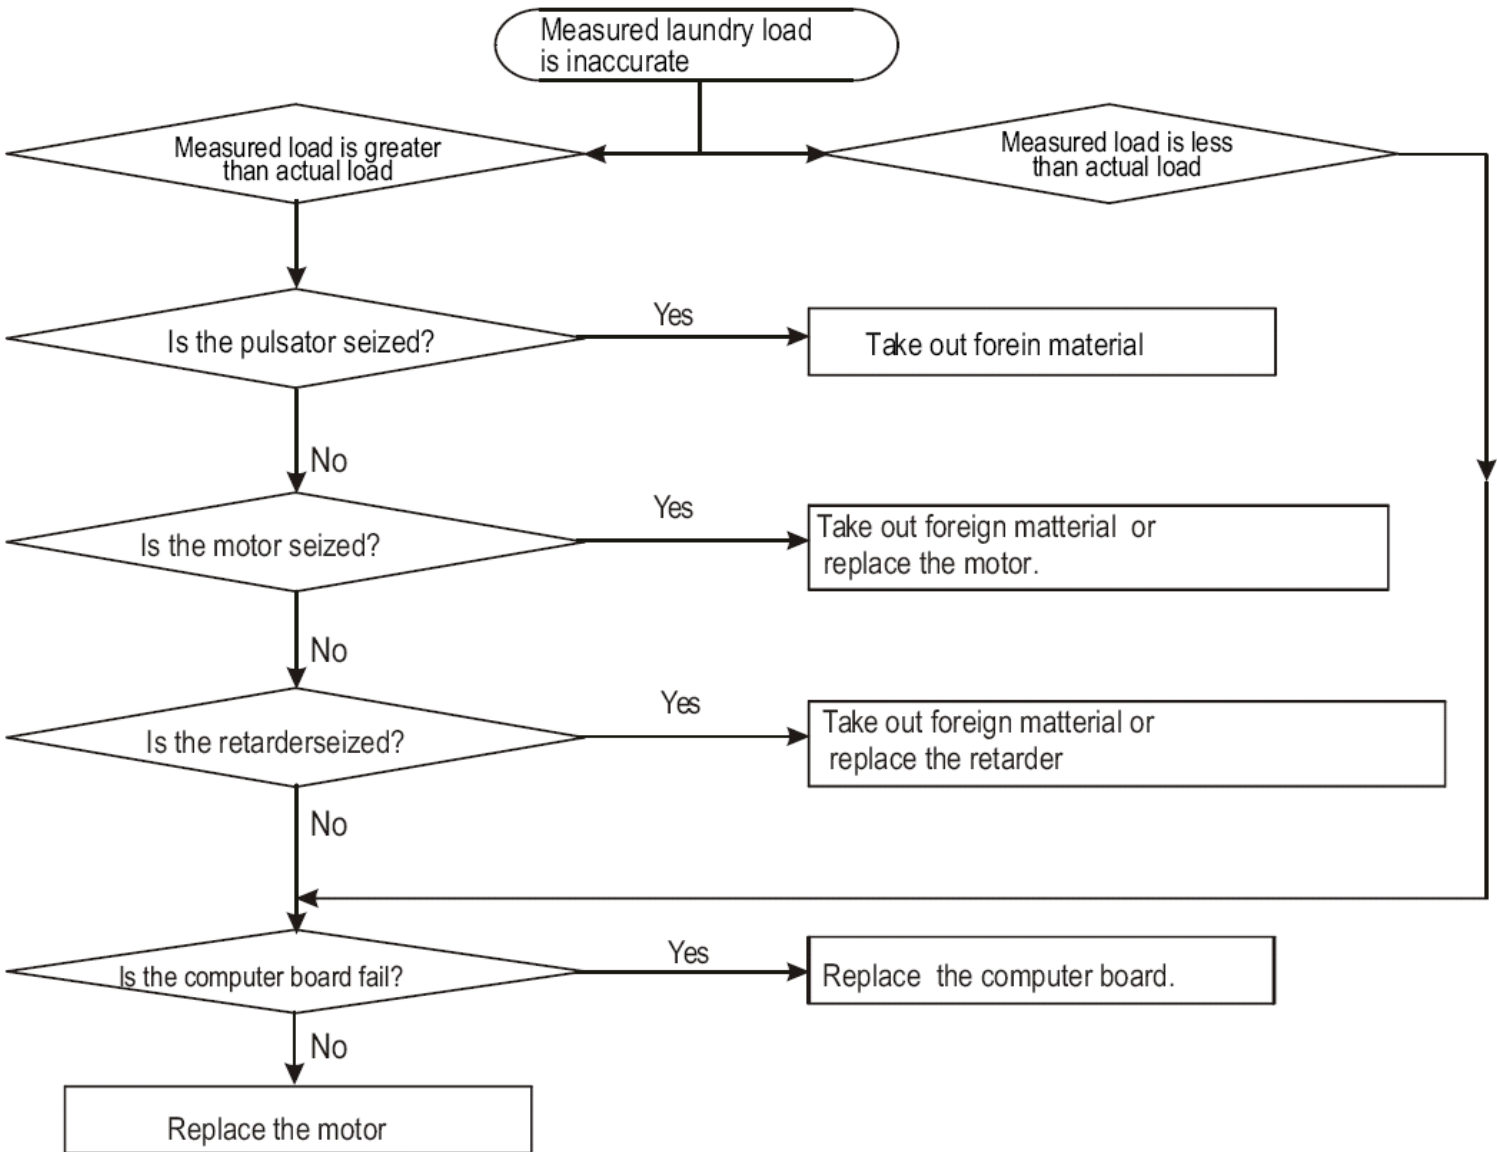 Measured laundry load
is inaccurate
Measured load is greater
than actual load
Measured load is less
than actual load
Is the pulsator seized?
Yes
Take out forein material
No
Is the motor seized?
Yes
Take out foreign matterial or
replace the motor.
No
Is the retarderseized?
Yes
Take out foreign matterial or
replace the retarder
No
Is the computer board fail?
Yes
Replace the computer board.
No
Replace the motor